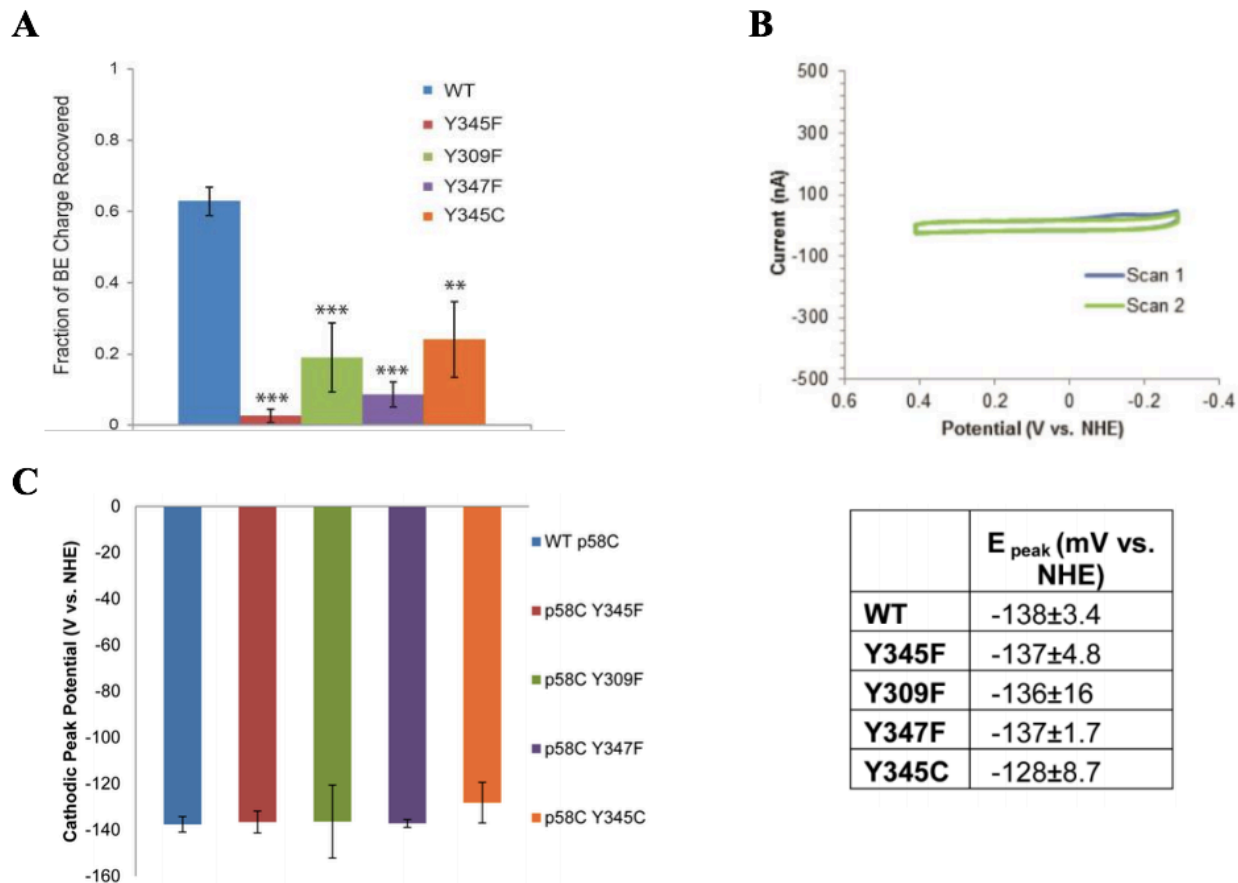 A
Fraction of BE Charge Recovered
1
0.8
0.6
0.4
0.2
0
WT
Y345F
Y309F
Y347F
Y345C
***
***
***
**
B
Current (nA)
500
300
100
-100
-300
-500
Scan 1
Scan 2
0.6
0.4
0.2
0
-0.2
-0.4
Potential (V vs. NHE)
C
Cathodic Peak Potential (V vs. NHE)
0
-20
-40
-60
-80
-100
-120
-140
-160
WT p58C
p58C Y345F
p58C Y309F
p58C Y347F
p58C Y345C
E peak (mV vs.
NHE)
WT -138±3.4
Y345F -137±4.8
Y309F -136±16
Y347F -137±1.7
Y345C -128±8.7